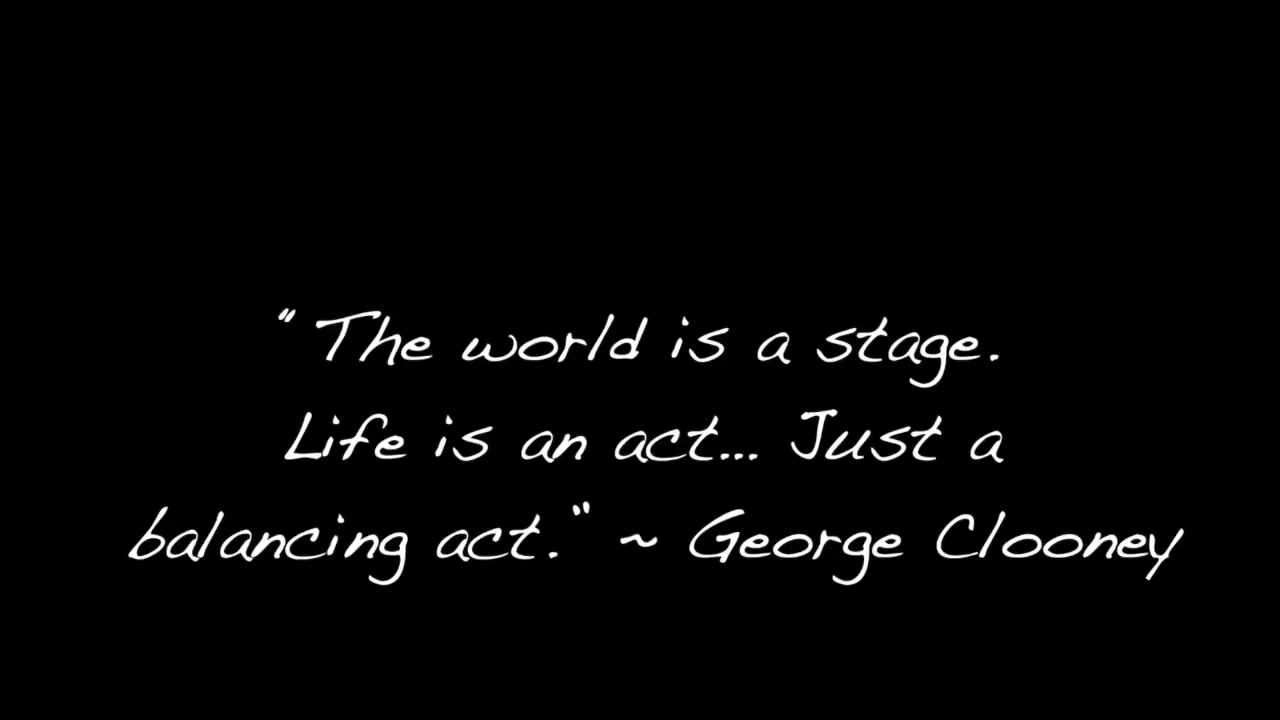 "The world is a stage.
Life is an act... Just a
balancing act." ~ George Clooney